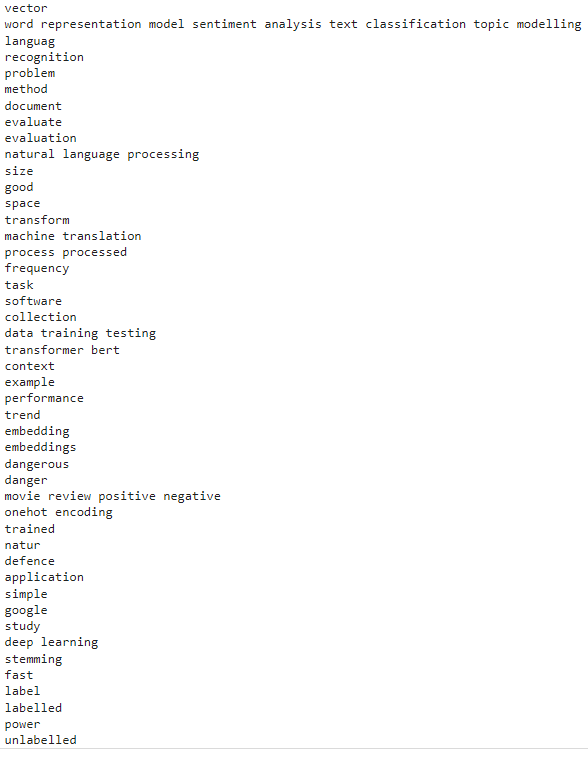 vector
word representation model sentiment analysis text classification topic modelling
languag
recognition
problem
method
document
evaluate
evaluation
natural language processing
size
good
space
transform
machine translation
process processed
frequency
task
software
collection
data training testing
transformer bert
context
example
performance
trend
embedding
embeddings
dangerous
danger
movie review positive negative
onehot encoding
trained
natur
defence
application
simple
google
study
deep learning
stemming
fast
label
labelled
power
unlabelled